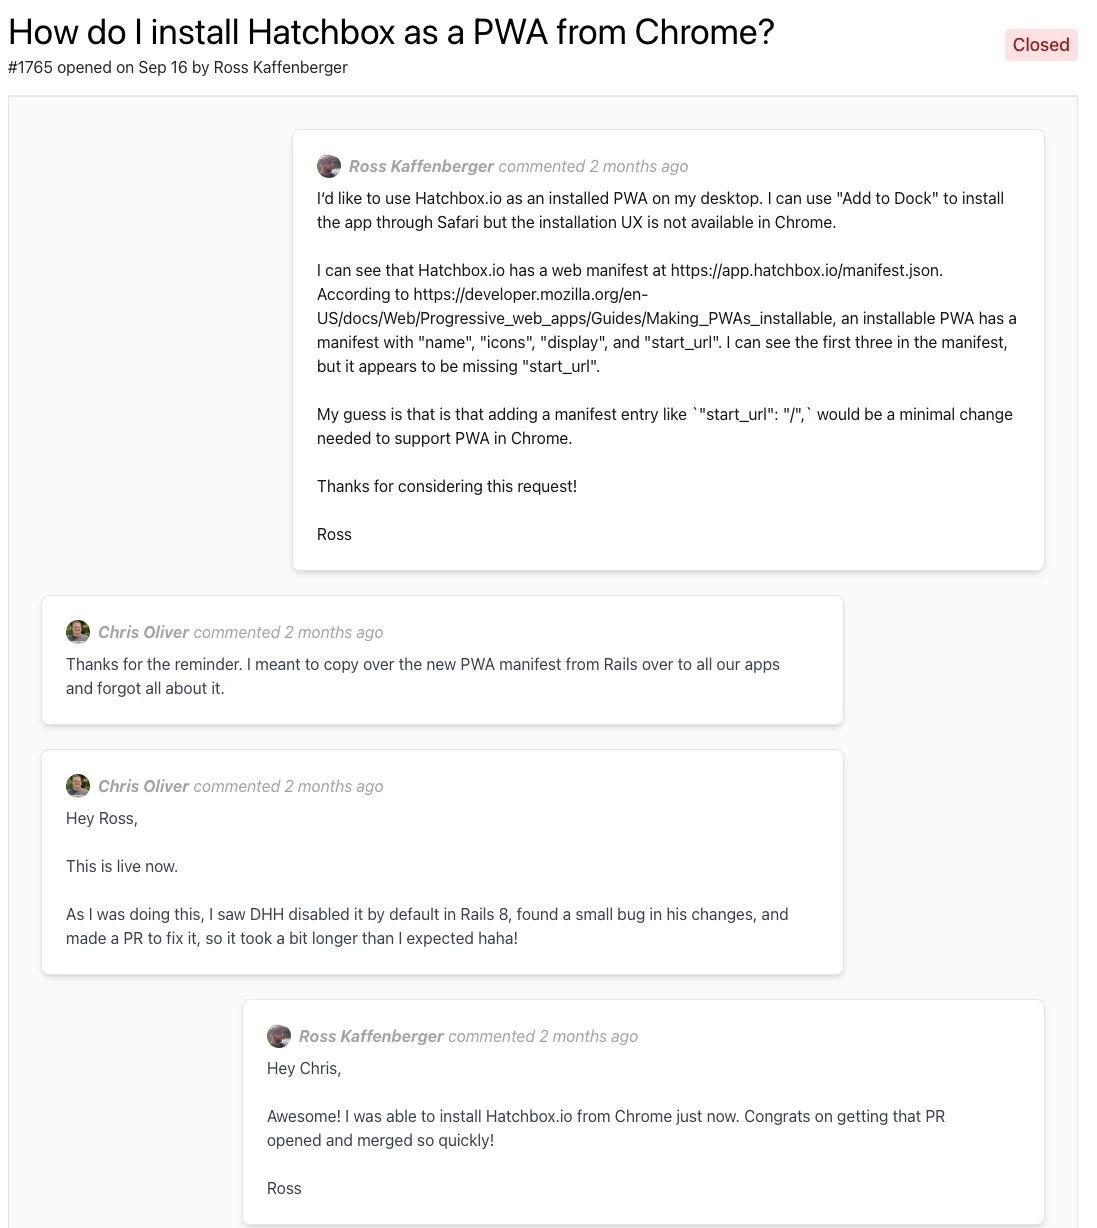 How do I install Hatchbox as a PWA from Chrome?
Closed
#1765 opened on Sep 16 by Ross Kaffenberger
Ross Kaffenberger commented 2 months ago
I'd like to use Hatchbox.io as an installed PWA on my desktop. I can use "Add to Dock" to install
the app through Safari but the installation UX is not available in Chrome.
I can see that Hatchbox.io has a web manifest at https://app.hatchbox.io/manifest.json.
According to https://developer.mozilla.org/en-
US/docs/Web/Progressive_web_apps/Guides/Making_PWAs_installable, an installable PWA has a
manifest with "name", "icons", "display", and "start_url". I can see the first three in the manifest,
but it appears to be missing "start_url".
My guess is that is that adding a manifest entry like `"start_url": "/",` would be a minimal change
needed to support PWA in Chrome.
Thanks for considering this request!
Ross
Chris Oliver commented 2 months ago
Thanks for the reminder. I meant to copy over the new PWA manifest from Rails over to all our apps
and forgot all about it.
Chris Oliver commented 2 months ago
Hey Ross,
This is live now.
As I was doing this, I saw DHH disabled it by default in Rails 8, found a small bug in his changes, and
made a PR to fix it, so it took a bit longer than I expected haha!
Ross Kaffenberger commented 2 months ago
Hey Chris,
Awesome! I was able to install Hatchbox.io from Chrome just now. Congrats on getting that PR
opened and merged so quickly!
Ross